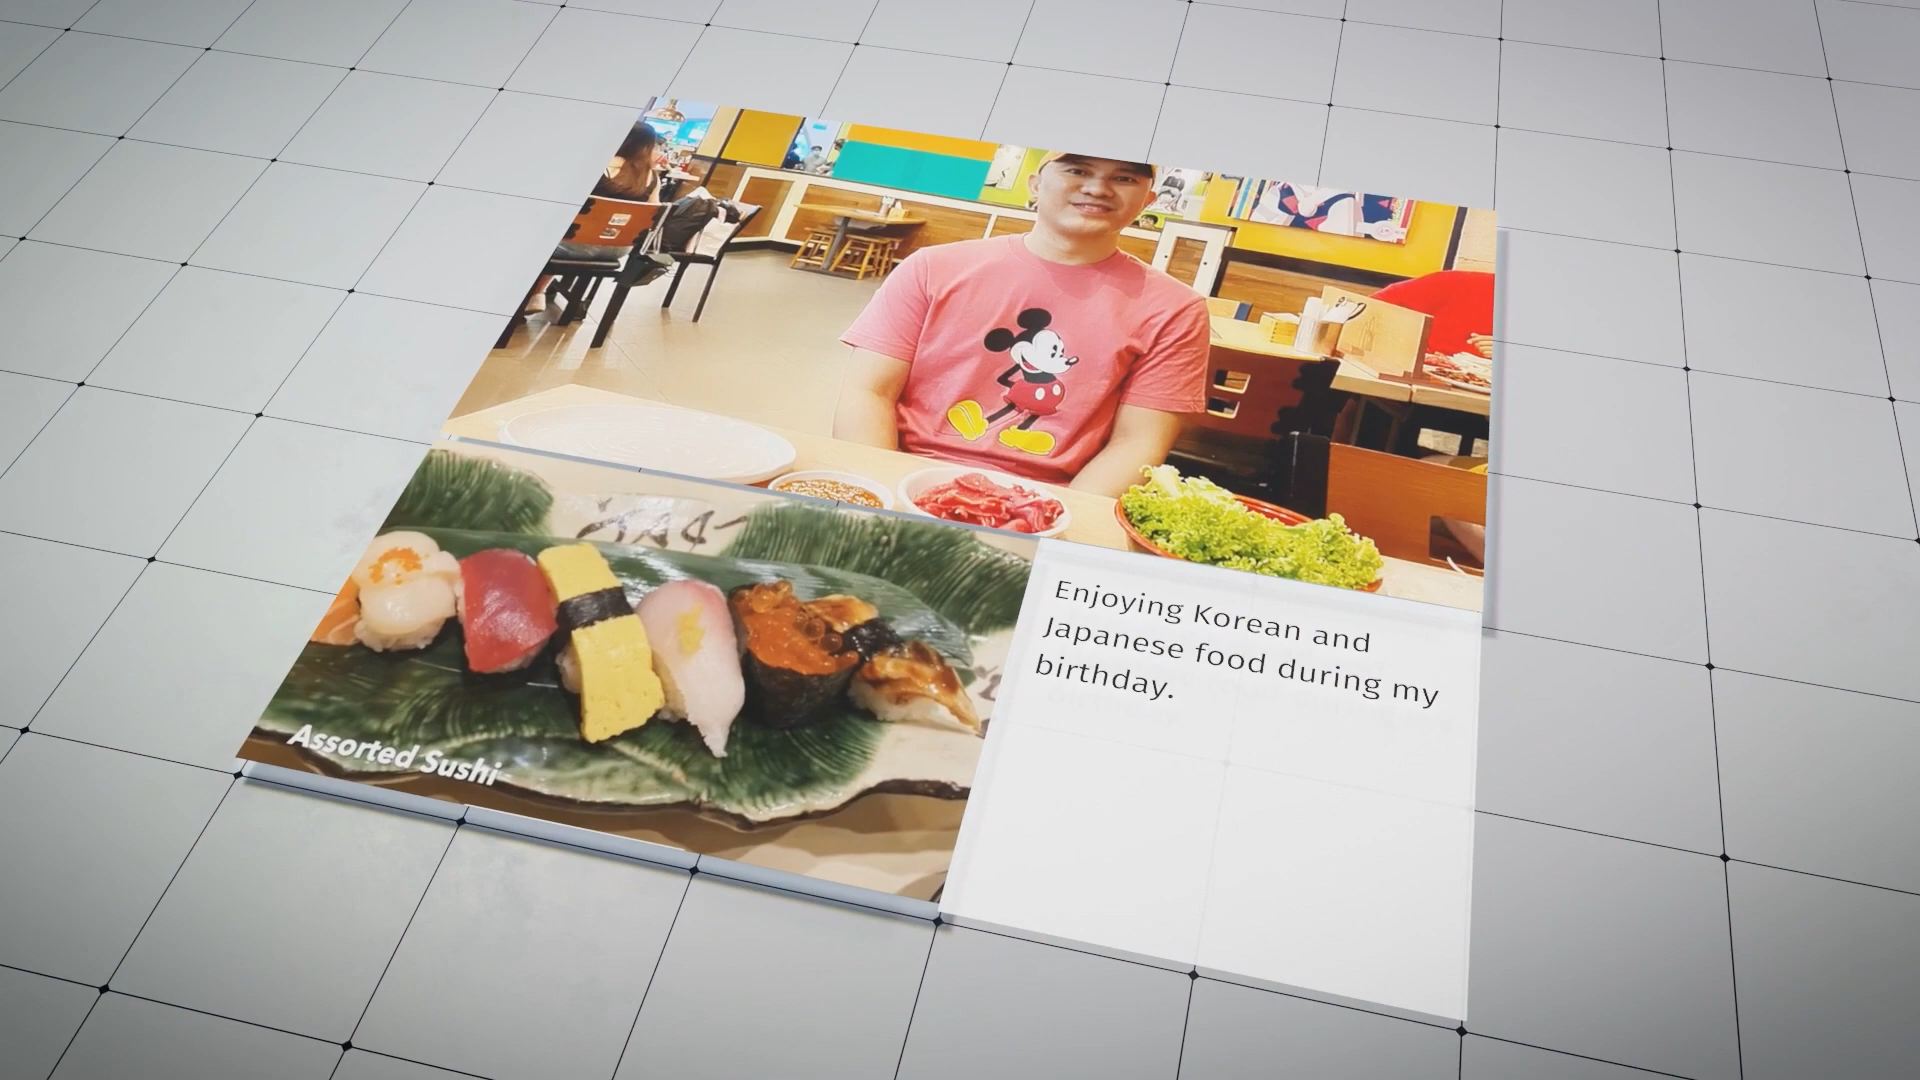 Enjoying Korean and
Japanese food during my
birthday.
Assorted Sushi